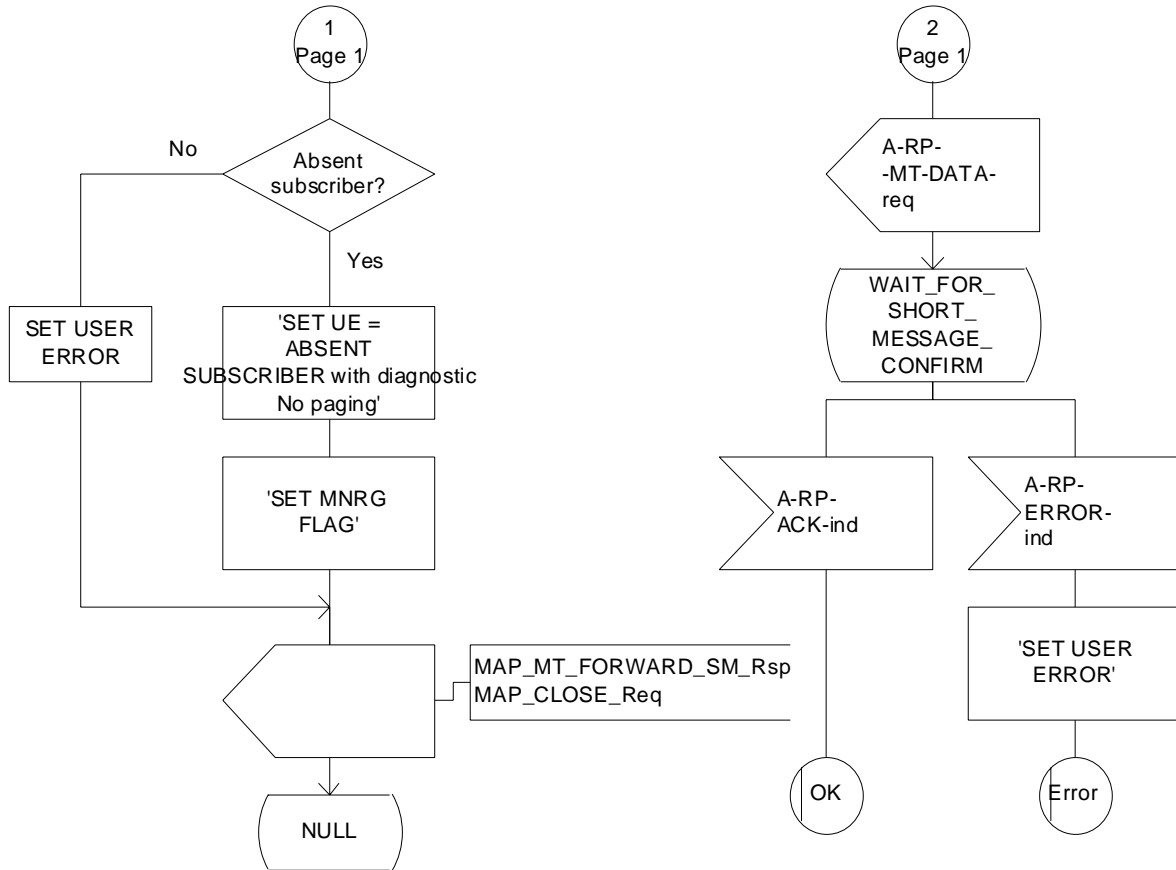 1
Page 1
No
Absent
subscriber?
Yes
SET USER
ERROR
'SET UE =
ABSENT
SUBSCRIBER with diagnostic
No paging'
'SET MNRG
FLAG'
MAP_MT_FORWARD_SM_Rsp
MAP_CLOSE_Req
NULL
2
Page 1
A-RP-
-MT-DATA-
req
WAIT_FOR_
SHORT_
MESSAGE_
CONFIRM
A-RP-
ACK-ind
A-RP-
ERROR-
ind
'SET USER
ERROR'
OK
Error